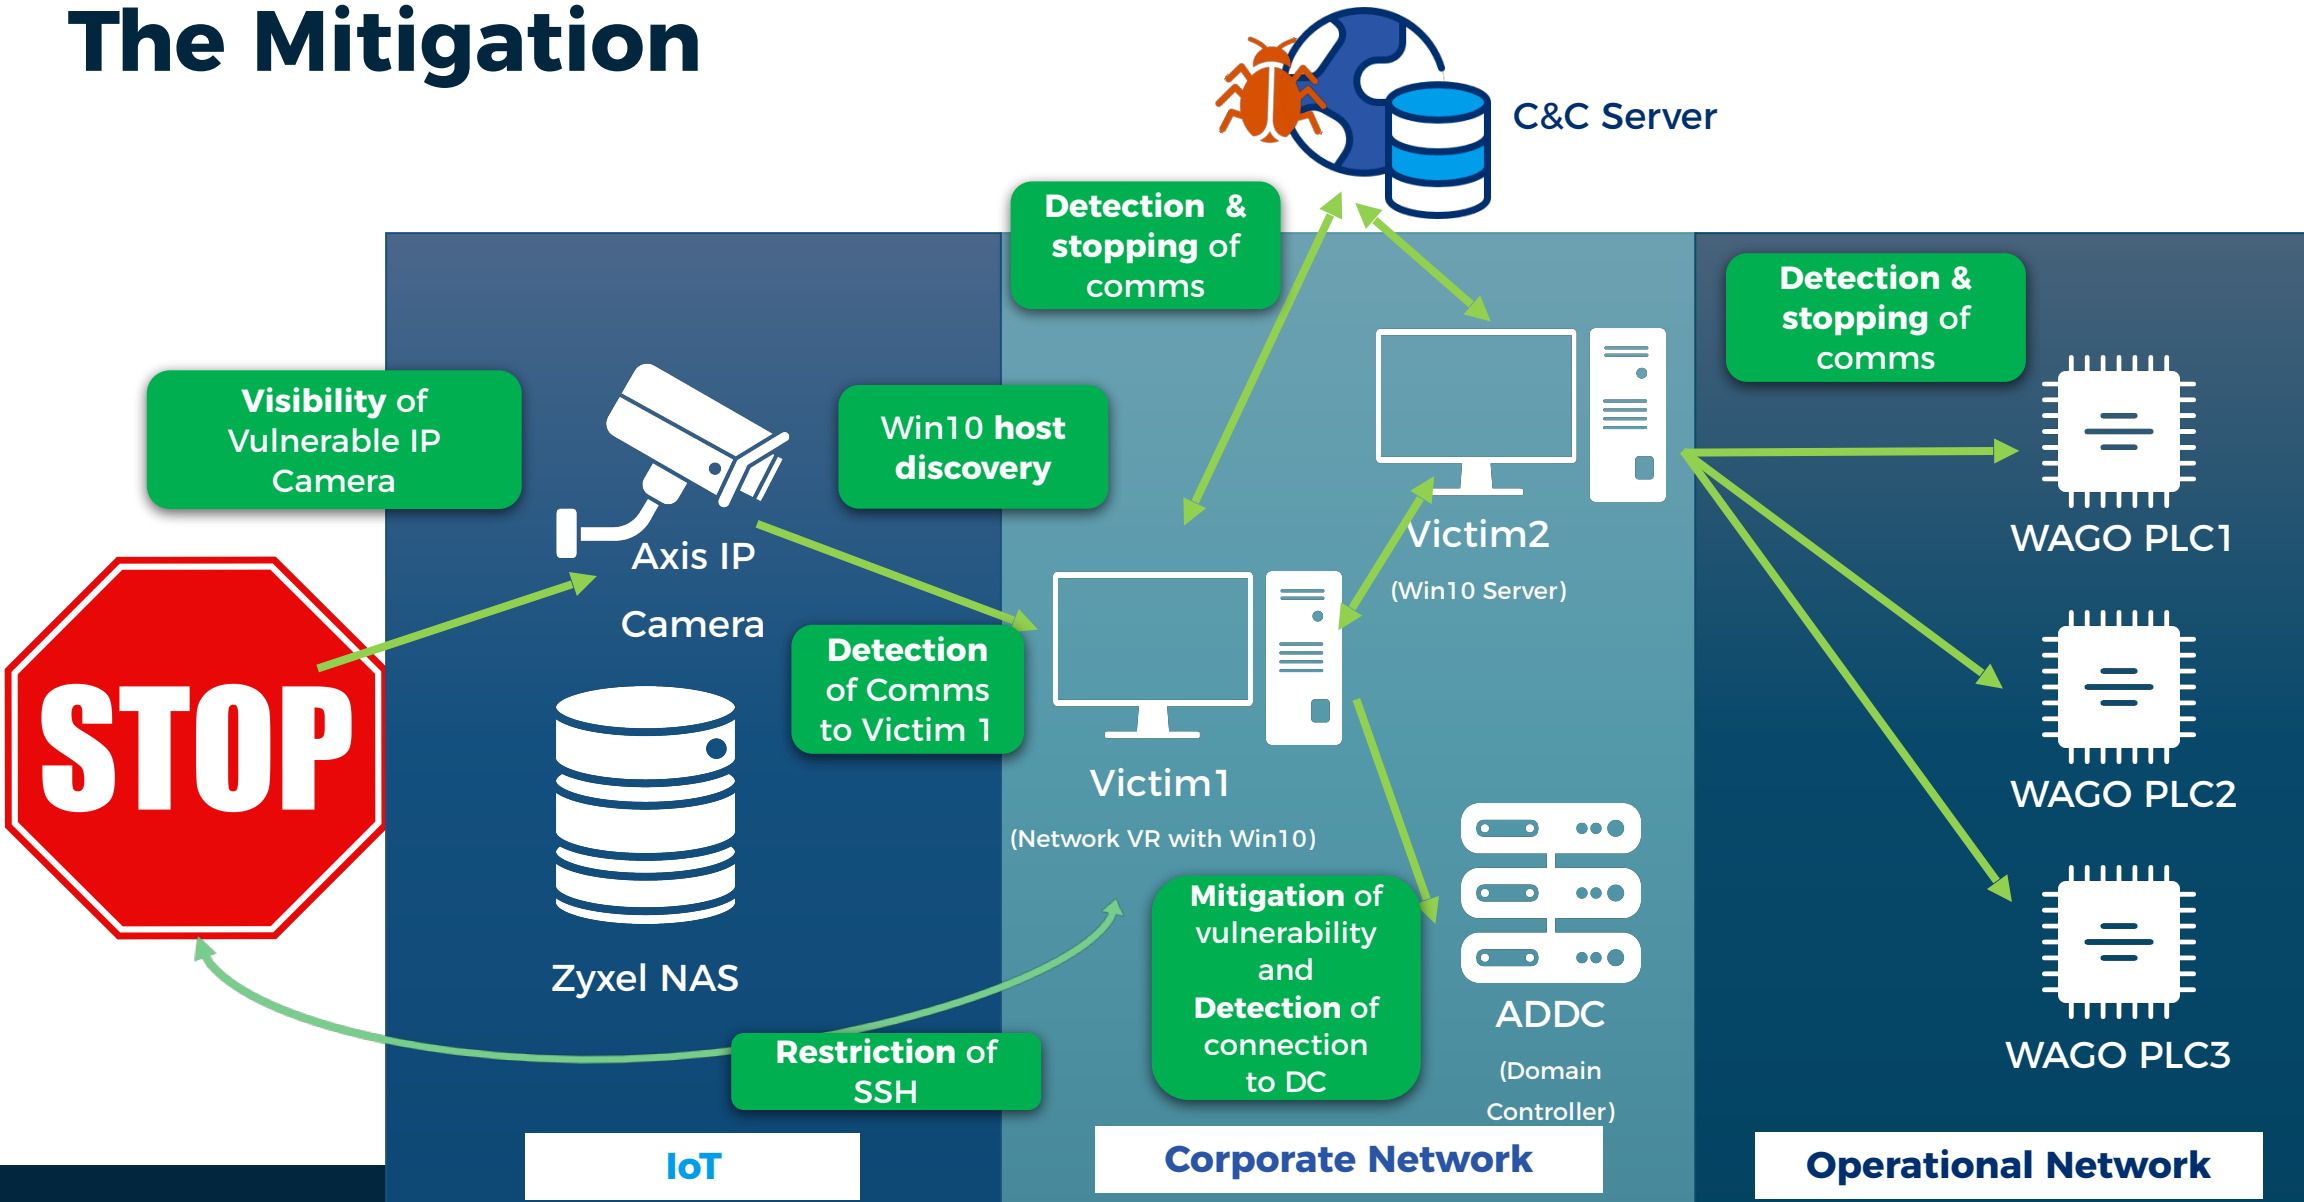 The Mitigation
C&C Server
Detection &
stopping of
comms
Detection &
stopping of
comms
Visibility of
Vulnerable IP
Camera
Win10 host
discovery
Axis IP
Camera
Victim2
(Win10 Server)
WAGO PLC1
STOP
Detection
of Comms
to Victim 1
Victim1
(Network VR with Win10)
WAGO PLC2
Zyxel NAS
Mitigation of
vulnerability
and
Detection of
connection
to DC
ADDC
(Domain
Controller)
WAGO PLC3
Restriction of
SSH
IoT
Corporate Network
Operational Network